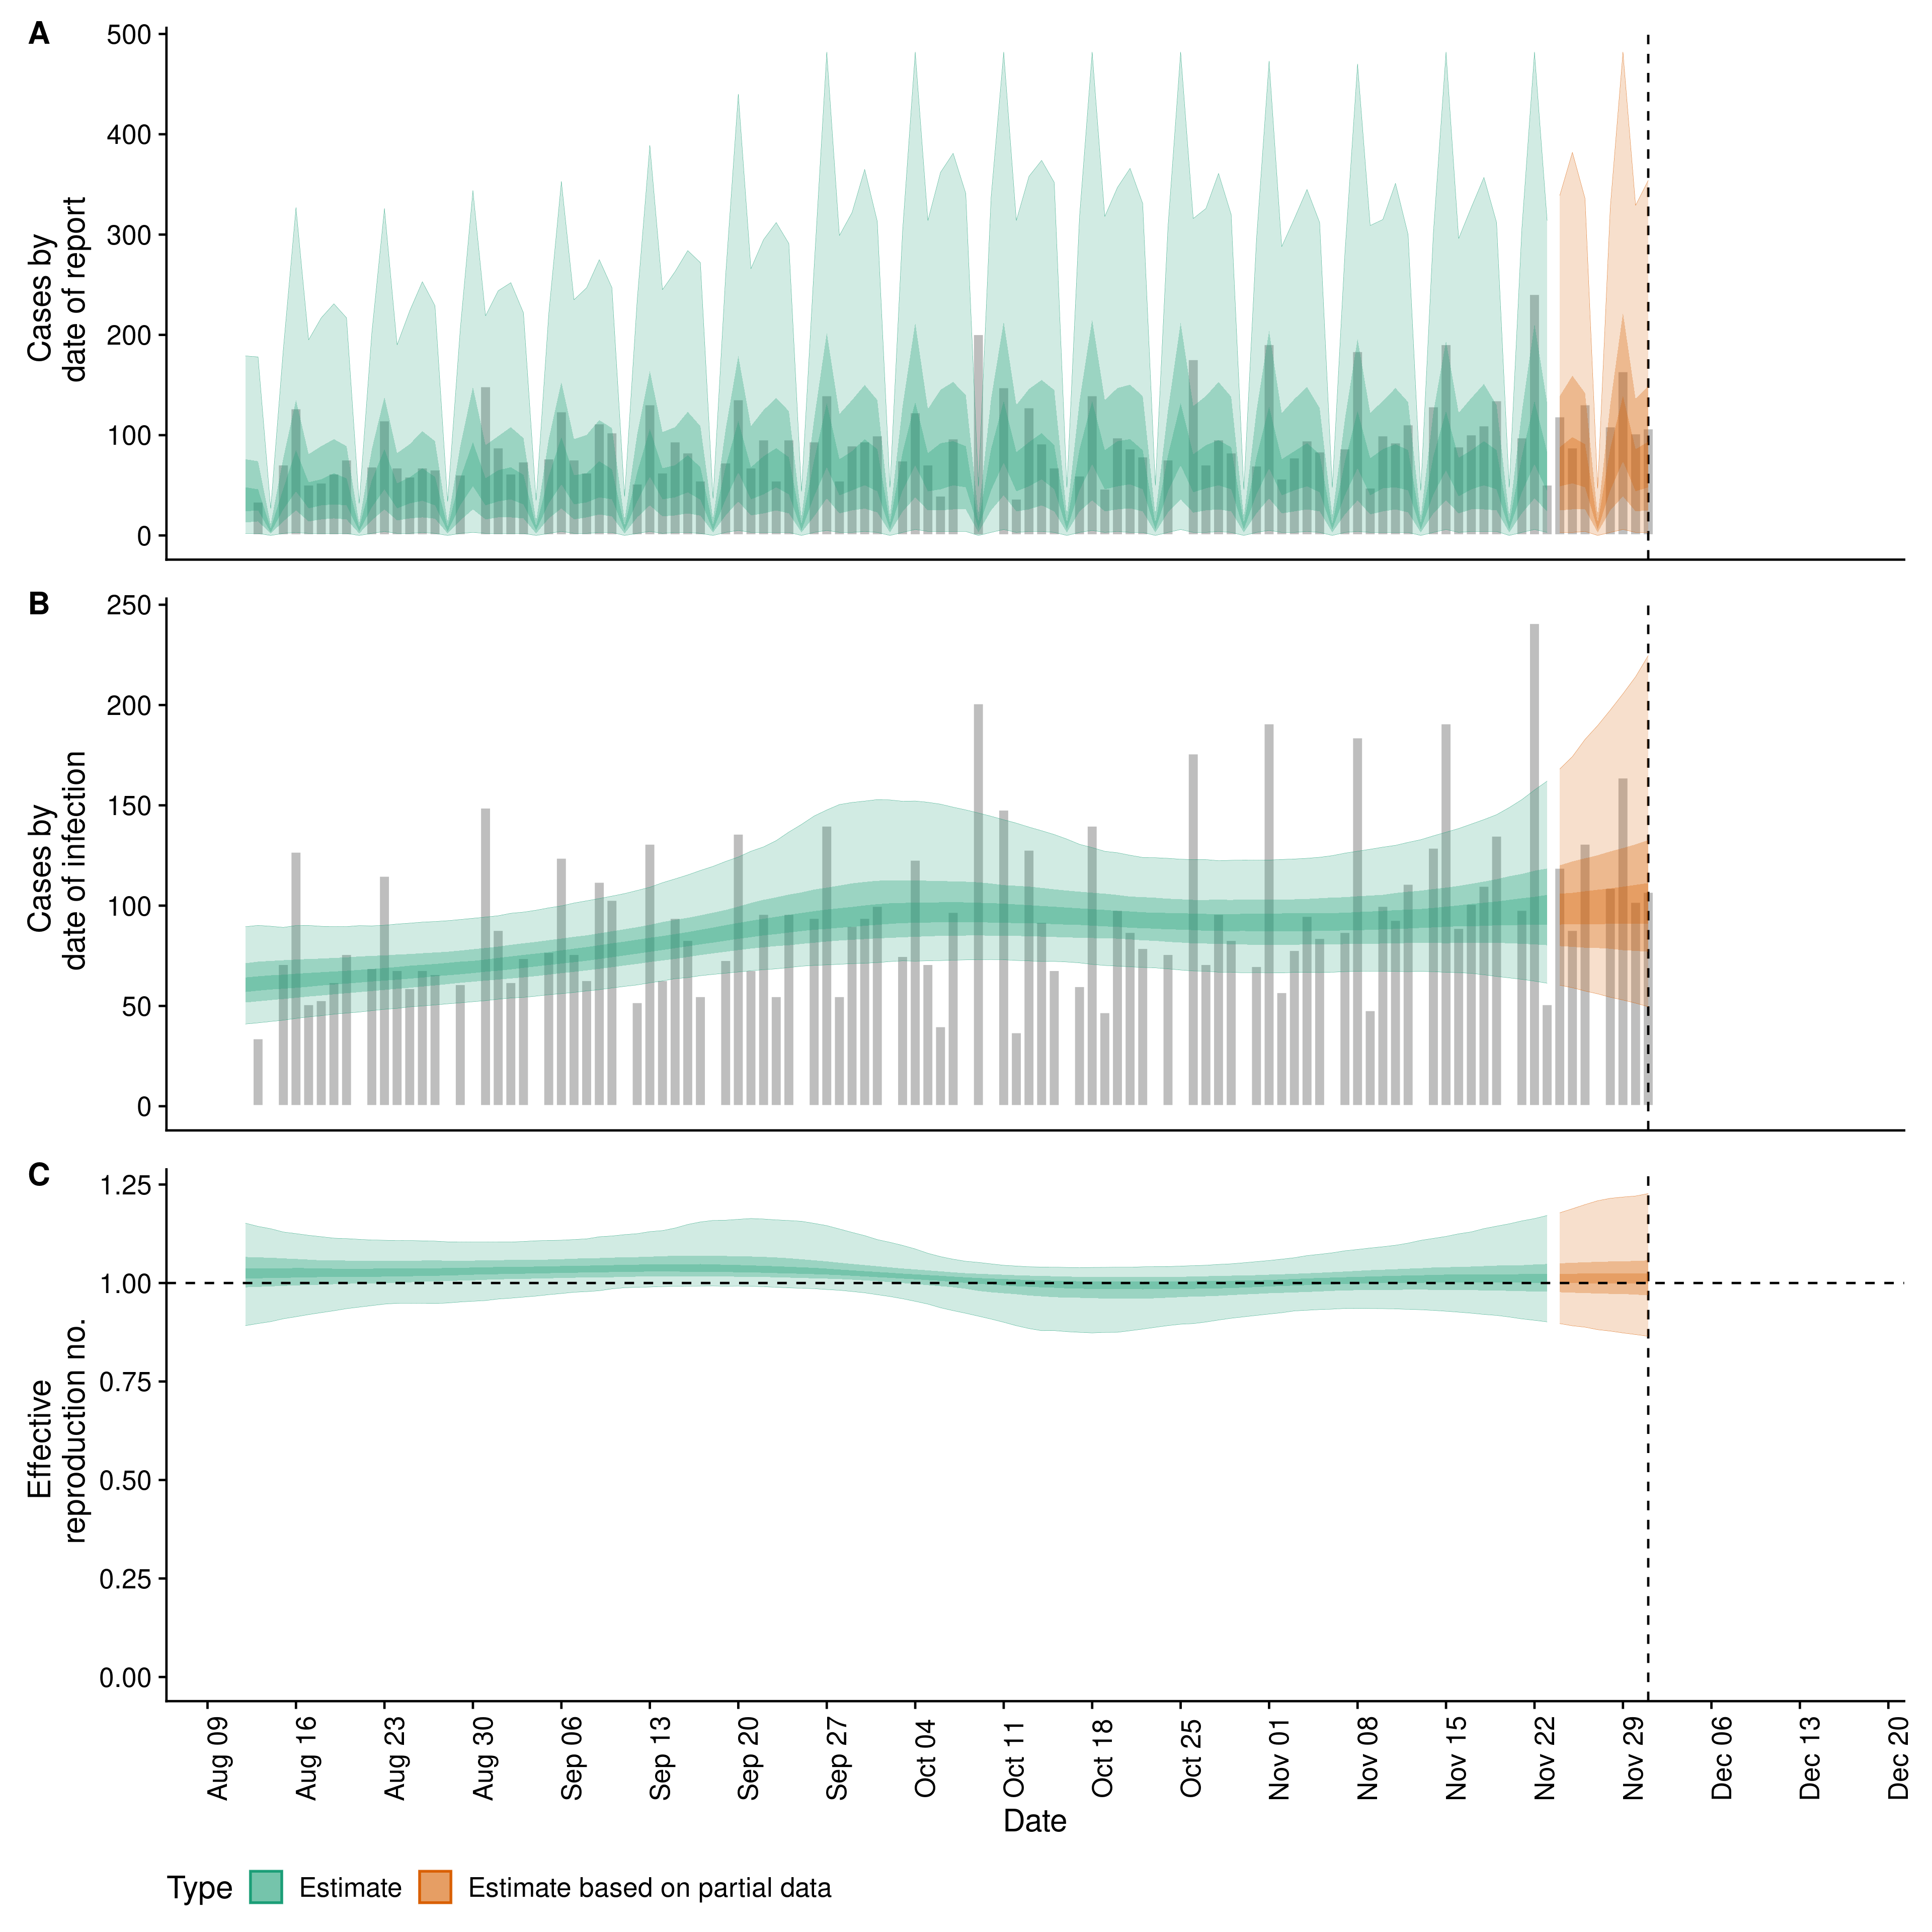 A
500
400
300
200
100
0
Cases by
date of report
B
250
200
150
100
50
0
Cases by
date of infection
C
1.25
1.00
0.75
0.50
0.25
0.00
Effective
reproduction no.
Aug 09
Aug 16
Aug 23
Aug 30
Sep 06
Sep 13
Sep 20
Sep 27
Oct 04
Oct 11
Oct 18
Oct 25
Nov 01
Nov 08
Nov 15
Nov 22
Nov 29
Dec 06
Dec 13
Dec 20
Date
Type Estimate Estimate based on partial data